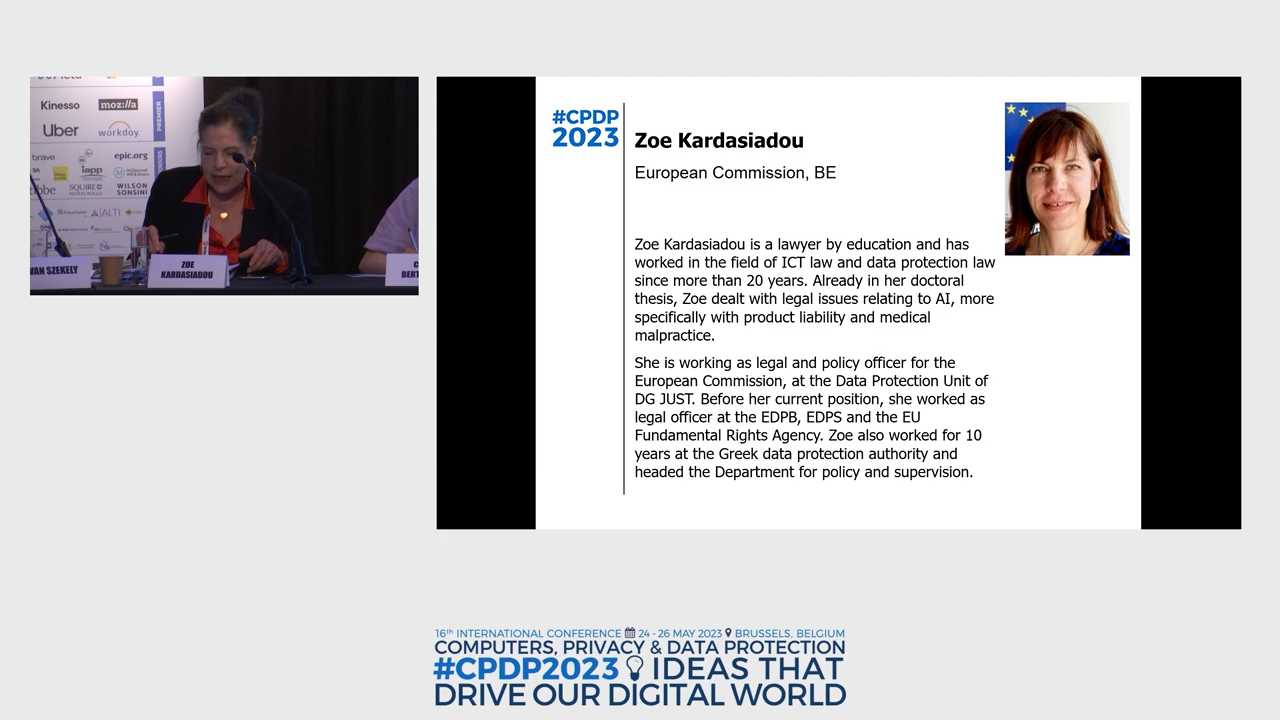 Kinesso
moz://a
PREMIER
Uber
workday
brave
epic.org
iapp
SQUIRE
WILSON
SONSINI
ALTI
ZOE
KARDASIADOU
#CPDP
2023
Zoe Kardasiadou
European Commission, BE
Zoe Kardasiadou is a lawyer by education and has
worked in the field of ICT law and data protection law
since more than 20 years. Already in her doctoral
thesis, Zoe dealt with legal issues relating to AI, more
specifically with product liability and medical
malpractice.
She is working as legal and policy officer for the
European Commission, at the Data Protection Unit of
DG JUST. Before her current position, she worked as
legal officer at the EDPB, EDPS and the EU
Fundamental Rights Agency. Zoe also worked for 10
years at the Greek data protection authority and
headed the Department for policy and supervision.
16th INTERNATIONAL CONFERENCE 24 - 26 MAY 2023 BRUSSELS, BELGIUM
COMPUTERS, PRIVACY & DATA PROTECTION
#CPDP2023 IDEAS THAT
DRIVE OUR DIGITAL WORLD